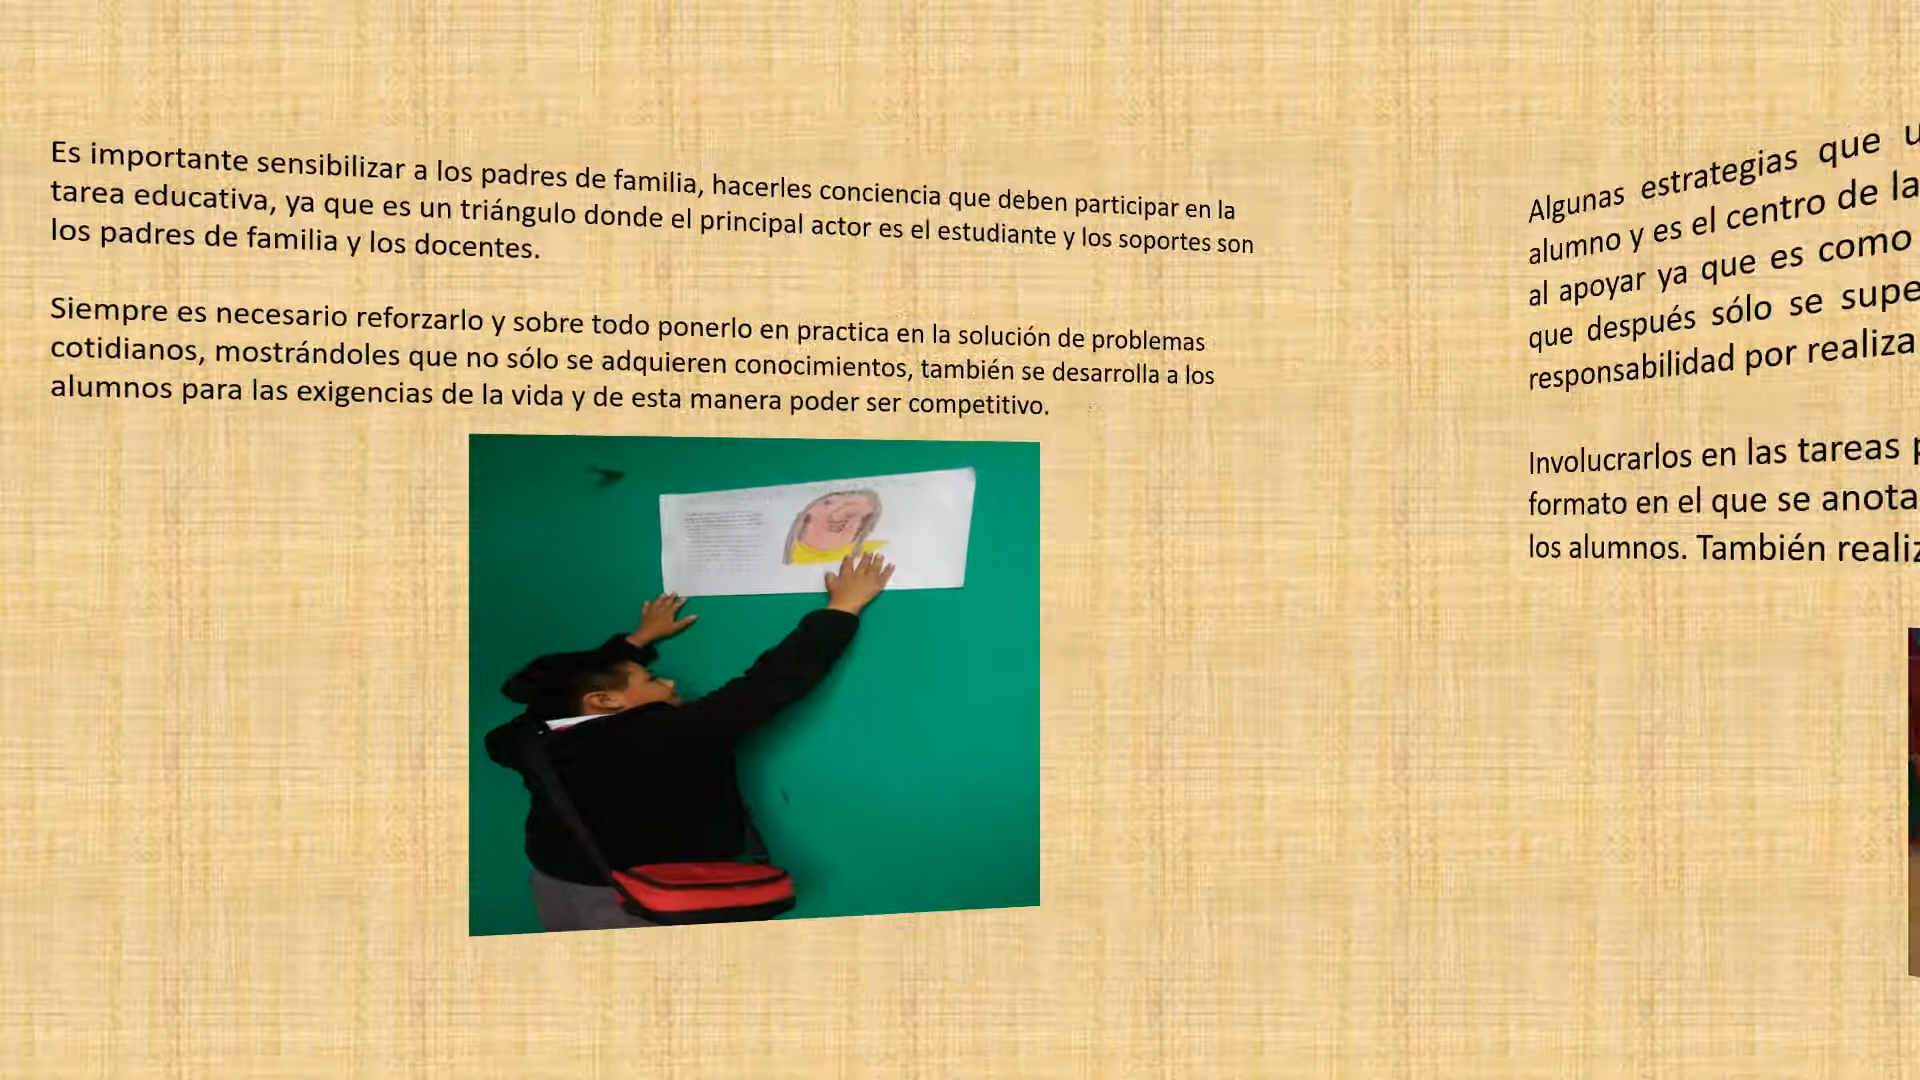 Es importante sensibilizar a los padres de familia, hacerles conciencia que deben participar en la
tarea educativa, ya que es un triángulo donde el principal actor es el estudiante y los soportes son
los padres de familia y los docentes.
Siempre es necesario reforzarlo y sobre todo ponerlo en practica en la solución de problemas
cotidianos, mostrándoles que no sólo se adquieren conocimientos, también se desarrolla a los
alumnos para las exigencias de la vida y de esta manera poder ser competitivo.
Algunas estrategias que
alumno y es el centro de la
al apoyar ya que es como
que después sólo se
responsabilidad por
Involucrarlos en las tareas
formato en el que se
los alumnos. También